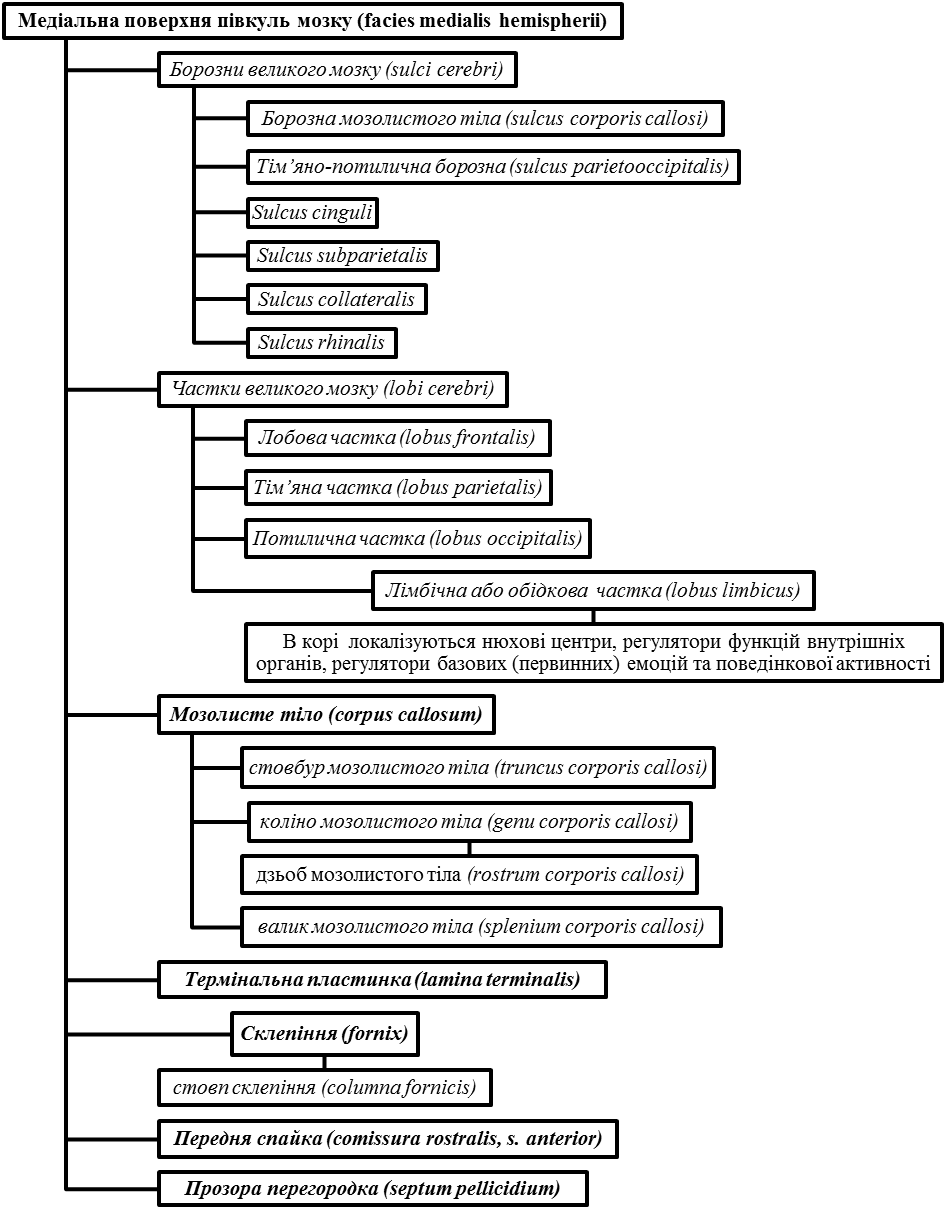 Медіальна поверхня півкуль мозку (facies medialis hemispherii)
Борозни великого мозку (sulci cerebri)
Борозна мозолистого тіла (sulcus corporis callosi)
Тім’яно-потилична борозна (sulcus parietooccipitalis)
Sulcus cinguli
Sulcus subparietalis
Sulcus collateralis
Sulcus rhinalis
Частки великого мозку (lobi cerebri)
Лобова частка (lobus frontalis)
Тім’яна частка (lobus parietalis)
Потилична частка (lobus occipitalis)
Лімбічна або обідкова частка (lobus limbicus)
В корі локалізуються нюхові центри, регулятори функцій внутрішніх
органів, регулятори базових (первинних) емоцій та поведінкової активності
Мозолисте тіло (corpus callosum)
стовбур мозолистого тіла (truncus corporis callosi)
коліно мозолистого тіла (genu corporis callosi)
дзьоб мозолистого тіла (rostrum corporis callosi)
валик мозолистого тіла (splenium corporis callosi)
Термінальна пластинка (lamina terminalis)
Склепіння (fornix)
стовп склепіння (columna fornicis)
Передня спайка (comissura rostralis, s. anterior)
Прозора перегородка (septum pellicidium)